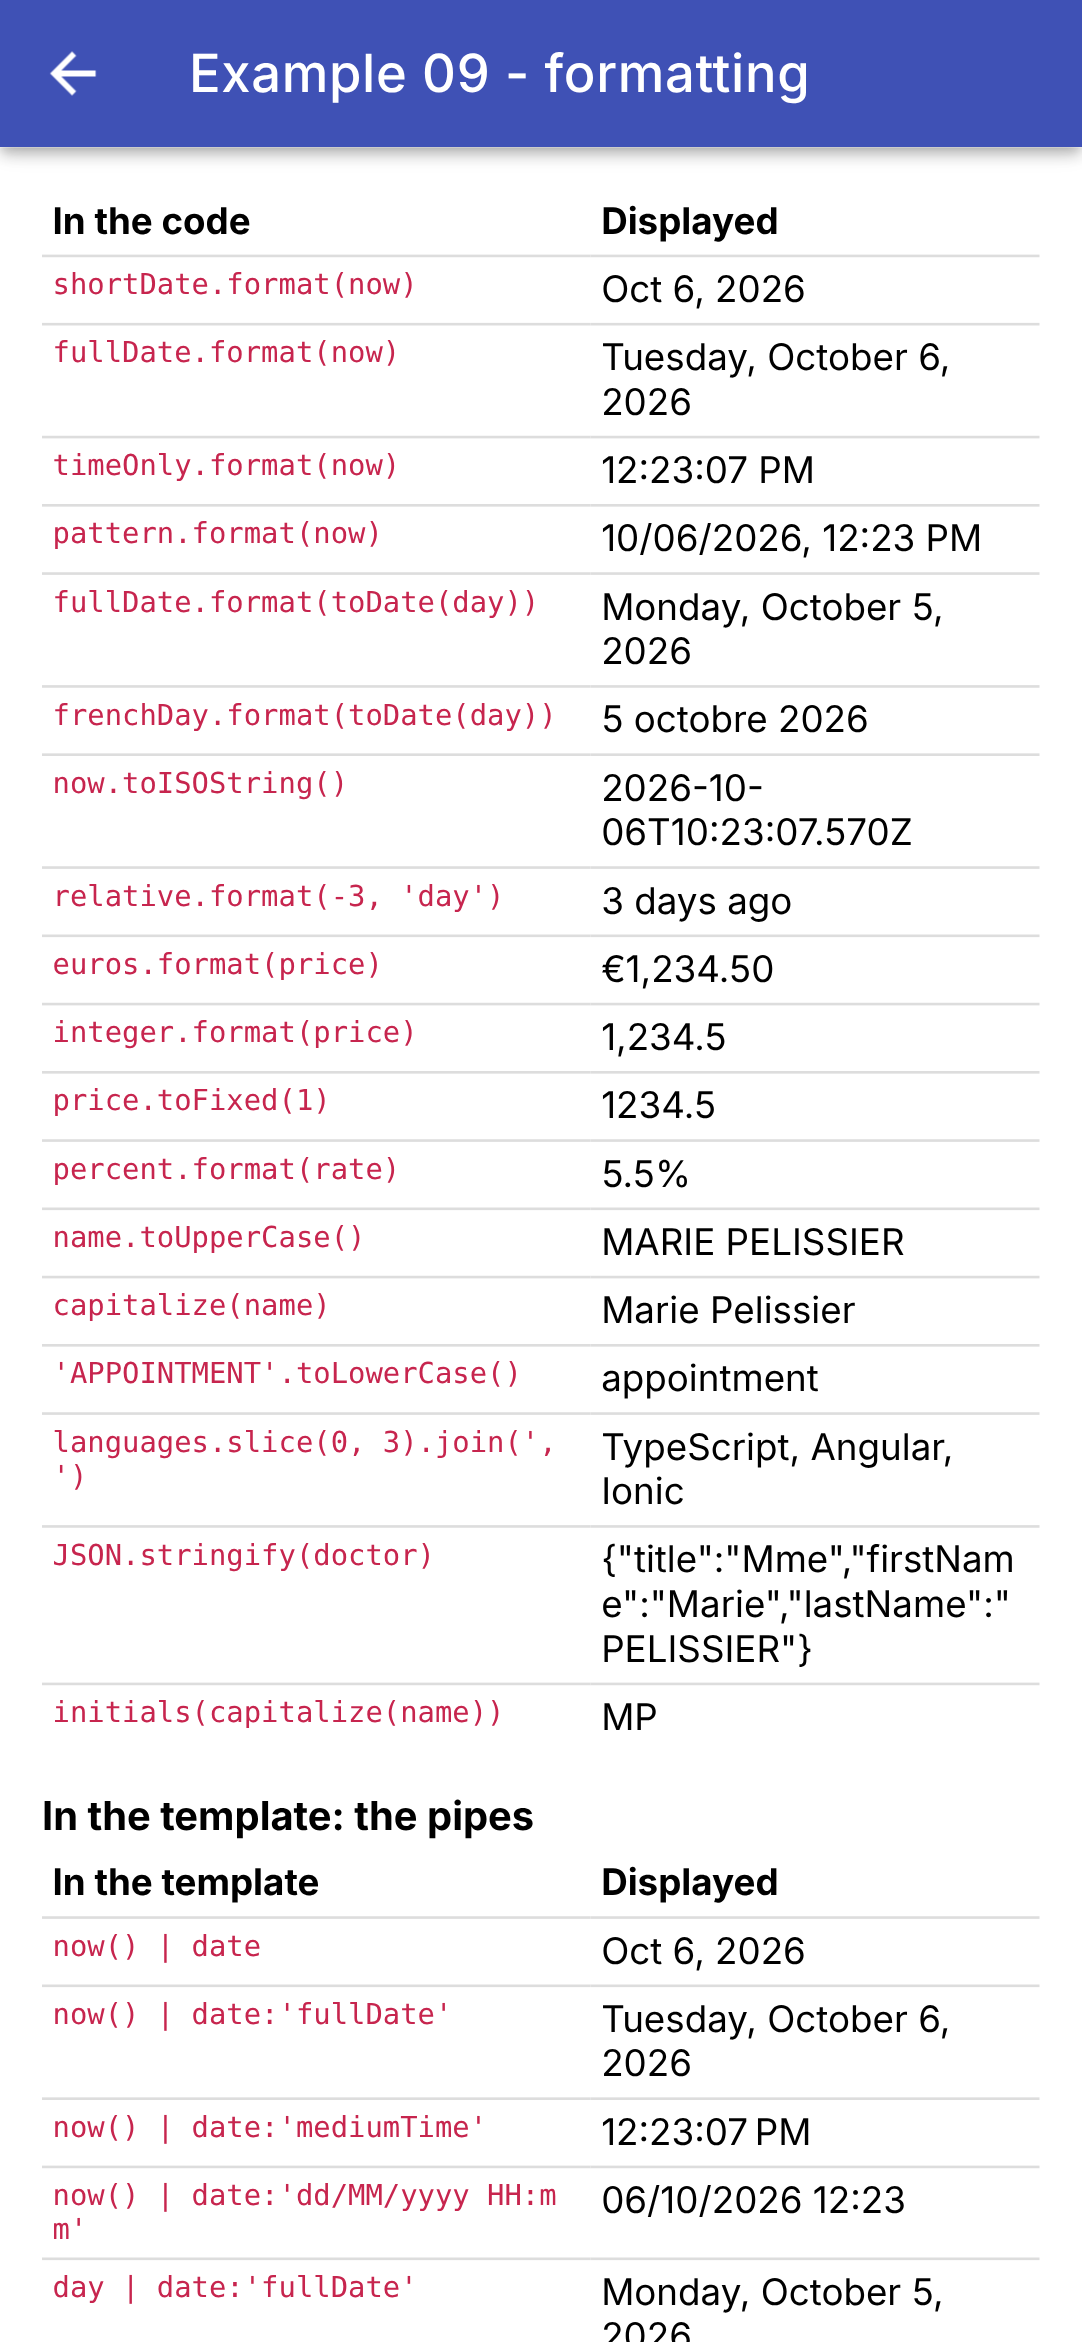 Example 09 - formatting
In the code Displayed
shortDate.format(now) Oct 6, 2026
fullDate.format(now) Tuesday, October 6,
2026
timeOnly.format(now) 12:23:07 PM
pattern.format(now) 10/06/2026, 12:23 PM
fullDate.format(toDate(day)) Monday, October 5,
2026
frenchDay.format(toDate(day)) 5 octobre 2026
now.toISOString() 2026-10-
06T10:23:07.570Z
relative.format(-3, 'day') 3 days ago
euros.format(price) €1,234.50
integer.format(price) 1,234.5
price.toFixed(1) 1234.5
percent.format(rate) 5.5%
name.toUpperCase() MARIE PELISSIER
capitalize(name) Marie Pelissier
'APPOINTMENT'.toLowerCase() appointment
languages.slice(0, 3).join(', TypeScript, Angular,
') Ionic
JSON.stringify(doctor) {"title":"Mme","firstNam
e":"Marie","lastName":"
PELISSIER"}
initials(capitalize(name)) MP
In the template: the pipes
In the template Displayed
now() | date Oct 6, 2026
now() | date:'fullDate' Tuesday, October 6,
2026
now() | date:'mediumTime' 12:23:07 PM
now() | date:'dd/MM/yyyy HH:m 06/10/2026 12:23
m'
day | date:'fullDate' Monday, October 5,
2026